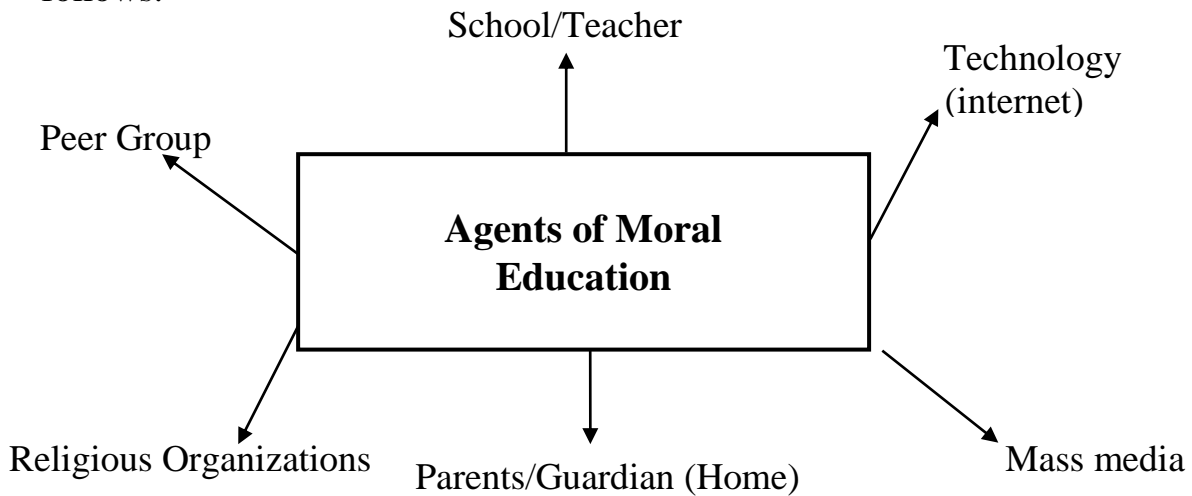 School/Teacher
Technology
(internet)
Peer Group
Agents of Moral
Education
Religious Organizations
Parents/Guardian (Home)
Mass media